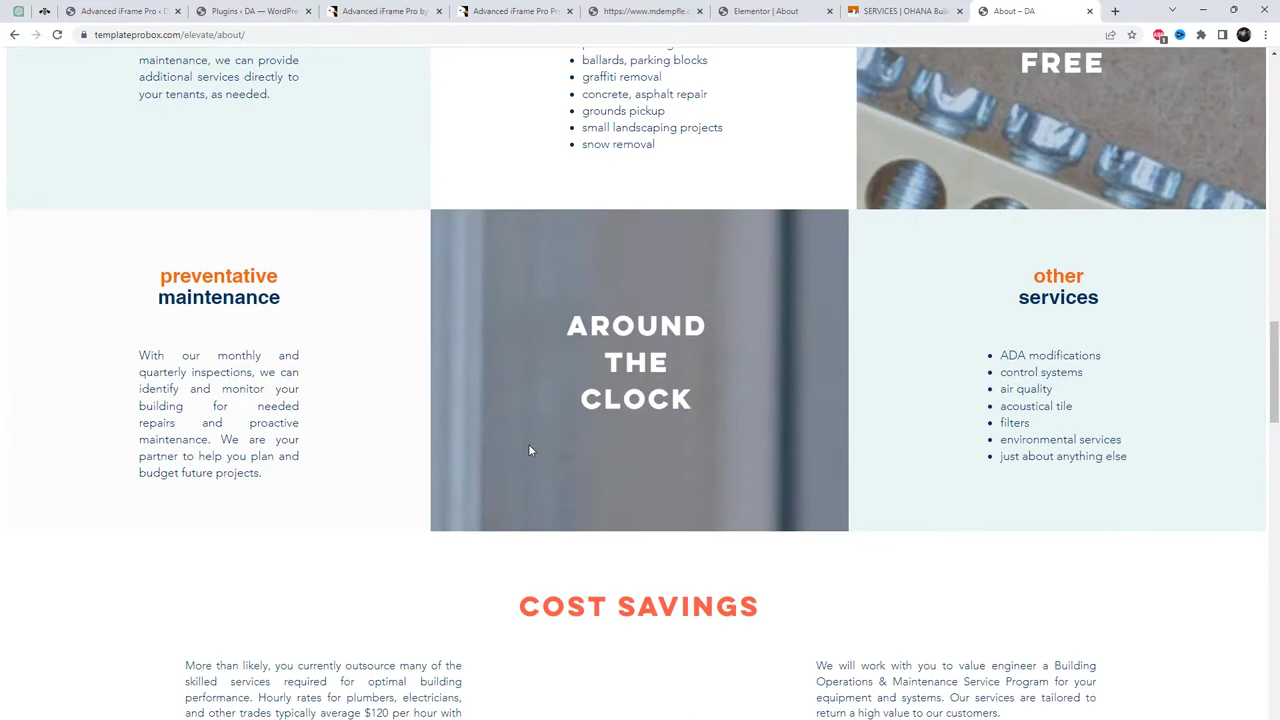 Advanced iFrame Pro ‹ D
Plugins ‹ DA — WordPre
Advanced iFrame Pro by
Advanced iFrame Pro Pr
https://www.mdempfle.c
Elementor | About
SERVICES | OHANA Buil
About – DA
templateprobox.com/elevate/about/
maintenance, we can provide
additional services directly to
your tenants, as needed.
ballards, parking blocks
graffiti removal
concrete, asphalt repair
grounds pickup
small landscaping projects
snow removal
FREE
preventative
maintenance
With our monthly and
quarterly inspections, we can
identify and monitor your
building for needed
repairs and proactive
maintenance. We are your
partner to help you plan and
budget future projects.
AROUND
THE
CLOCK
other
services
ADA modifications
control systems
air quality
acoustical tile
filters
environmental services
just about anything else
COST SAVINGS
More than likely, you currently outsource many of the
skilled services required for optimal building
performance. Hourly rates for plumbers, electricians,
and other trades typically average $120 per hour with
We will work with you to value engineer a Building
Operations & Maintenance Service Program for your
equipment and systems. Our services are tailored to
return a high value to our customers.